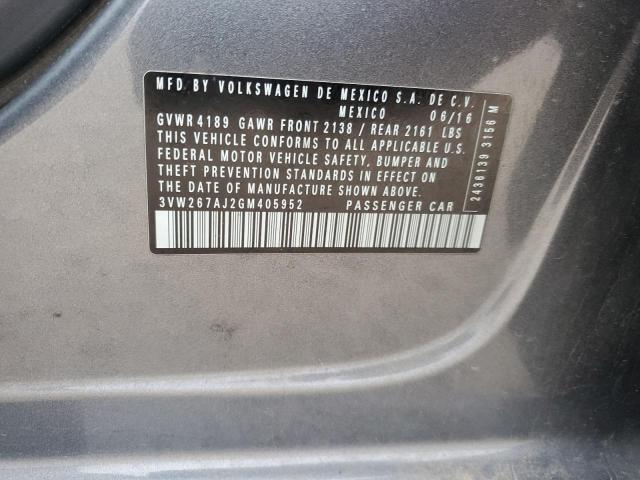 MFD. BY VOLKSWAGEN DE MEXICO S.A. DE C.V.
MEXICO 06/16
GVWR 4189 GAWR FRONT 2138 / REAR 2161 LBS
THIS VEHICLE CONFORMS TO ALL APPLICABLE U.S.
FEDERAL MOTOR VEHICLE SAFETY, BUMPER AND
THEFT PREVENTION STANDARDS IN EFFECT ON
THE DATE OF MANUFACTURE SHOWN ABOVE.
3VW267AJ2GM405952 PASSENGER CAR
2436139 3156 M